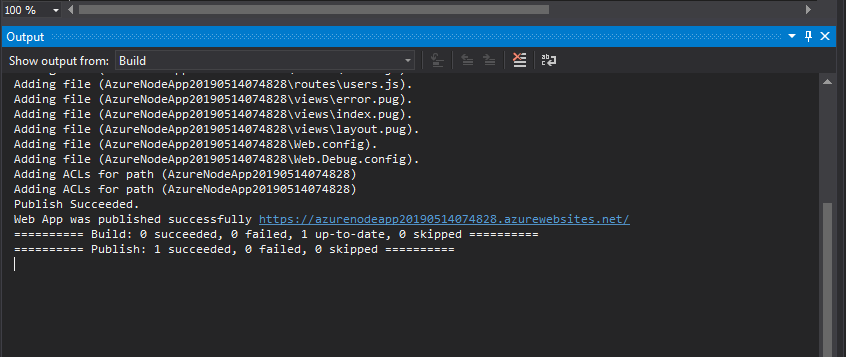 100 %
Output
Show output from: Build
Adding file (AzureNodeApp20190514074828\routes\users.js).
Adding file (AzureNodeApp20190514074828\views\error.pug).
Adding file (AzureNodeApp20190514074828\views\index.pug).
Adding file (AzureNodeApp20190514074828\views\layout.pug).
Adding file (AzureNodeApp20190514074828\Web.config).
Adding file (AzureNodeApp20190514074828\Web.Debug.config).
Adding ACLs for path (AzureNodeApp20190514074828)
Adding ACLs for path (AzureNodeApp20190514074828)
Publish Succeeded.
Web App was published successfully https://azurenodeapp20190514074828.azurewebsites.net/
========== Build: 0 succeeded, 0 failed, 1 up-to-date, 0 skipped ==========
========== Publish: 1 succeeded, 0 failed, 0 skipped ==========